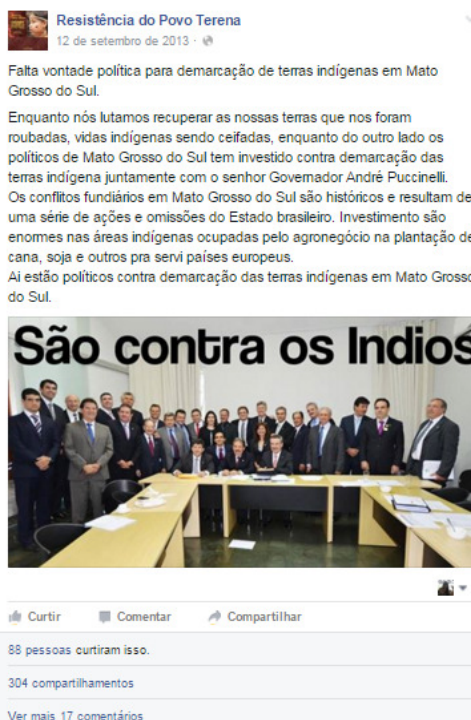 Resistência do Povo Terena
12 de setembro de 2013 ·
Falta vontade política para demarcação de terras indígenas em Mato
Grosso do Sul.
Enquanto nós lutamos recuperar as nossas terras que nos foram
roubadas, vidas indígenas sendo ceifadas, enquanto do outro lado os
políticos de Mato Grosso do Sul tem investido contra demarcação das
terras indígena juntamente com o senhor Governador André Puccinelli.
Os conflitos fundiários em Mato Grosso do Sul são históricos e resultam de
uma série de ações e omissões do Estado brasileiro. Investimento são
enormes nas áreas indígenas ocupadas pelo agronegócio na plantação de
cana, soja e outros pra servi países europeus.
Ai estão políticos contra demarcação das terras indígenas em Mato Grosso
do Sul.
São contra os Indios
Curtir Comentar Compartilhar
88 pessoas curtiram isso.
304 compartilhamentos
Ver mais 17 comentários